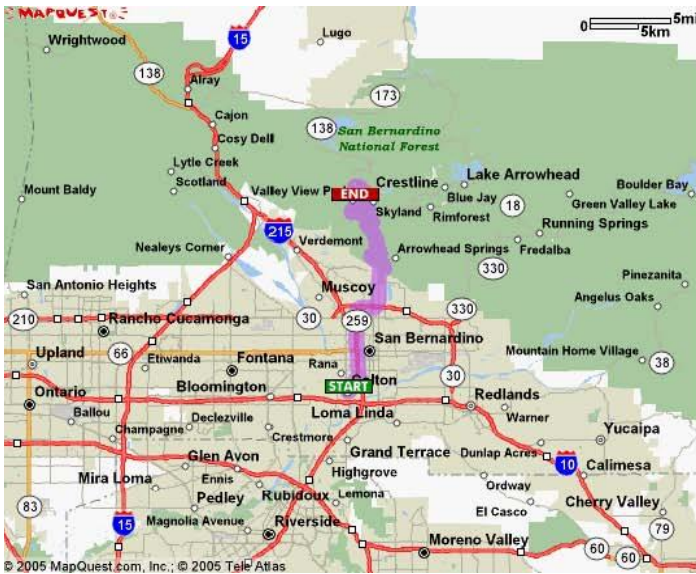 MAPQUEST
15
Lugo
0 5mi
5km
Wrightwood
138
Alray
173
Cajon
138
San Bernardino
National Forest
Cosy Dell
Lytle Creek
Scotland
Valley View P
END
Crestline
Lake Arrowhead
Boulder Bay
Mount Baldy
Skyland
Blue Jay
Green Valley Lake
Rimforest
18
Running Springs
215
Verdemont
Fredalba
Nealeys Corner
Arrowhead Springs
330
Pinezanita
San Antonio Heights
Muscoy
Angelus Oaks
210
Rancho Cucamonga
30
259
330
San Bernardino
66
Upland
Etiwanda
Fontana
Rana
Mountain Home Village
38
START
Colton
30
Ontario
Bloomington
Redlands
Ballou
Declezville
Loma Linda
Warner
Champagne
Crestmore
Yucaipa
Glen Avon
Grand Terrace
Dunlap Acres
10
Calimesa
Mira Loma
Ennis
Highgrove
Ordway
Pedley
Rubidoux
Lemona
El Casco
Cherry Valley
83
15
Magnolia Avenue
Riverside
79
Moreno Valley
60
60
© 2005 MapQuest.com, Inc.; © 2005 Tele Atlas